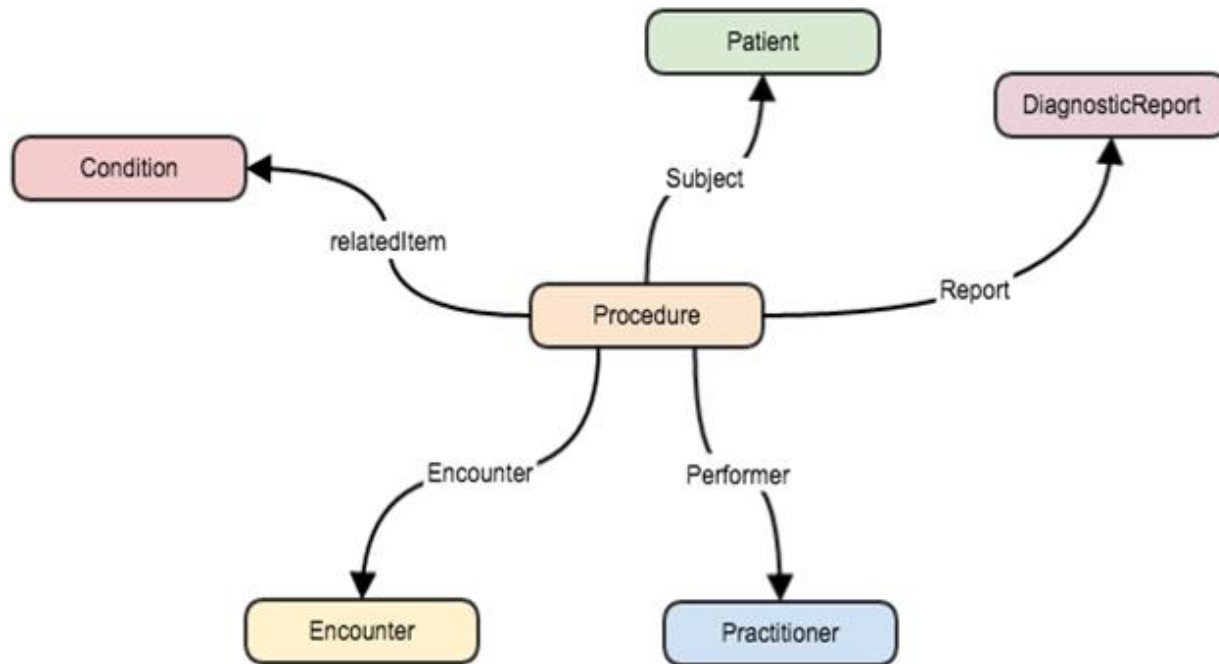 Patient
DiagnosticReport
Condition
Subject
relatedItem
Report
Procedure
Encounter
Performer
Encounter
Practitioner